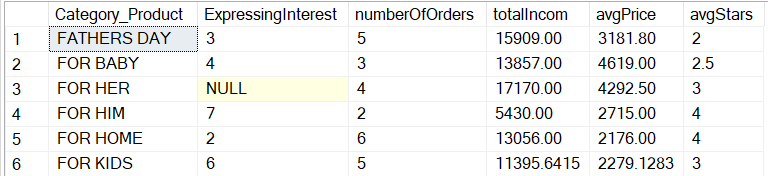 Category_Product ExpressingInterest numberOfOrders totalIncom avgPrice avgStars
1 FATHERS DAY 3 5 15909.00 3181.80 2
2 FOR BABY 4 3 13857.00 4619.00 2.5
3 FOR HER NULL 4 17170.00 4292.50 3
4 FOR HIM 7 2 5430.00 2715.00 4
5 FOR HOME 2 6 13056.00 2176.00 4
6 FOR KIDS 6 5 11395.6415 2279.1283 3